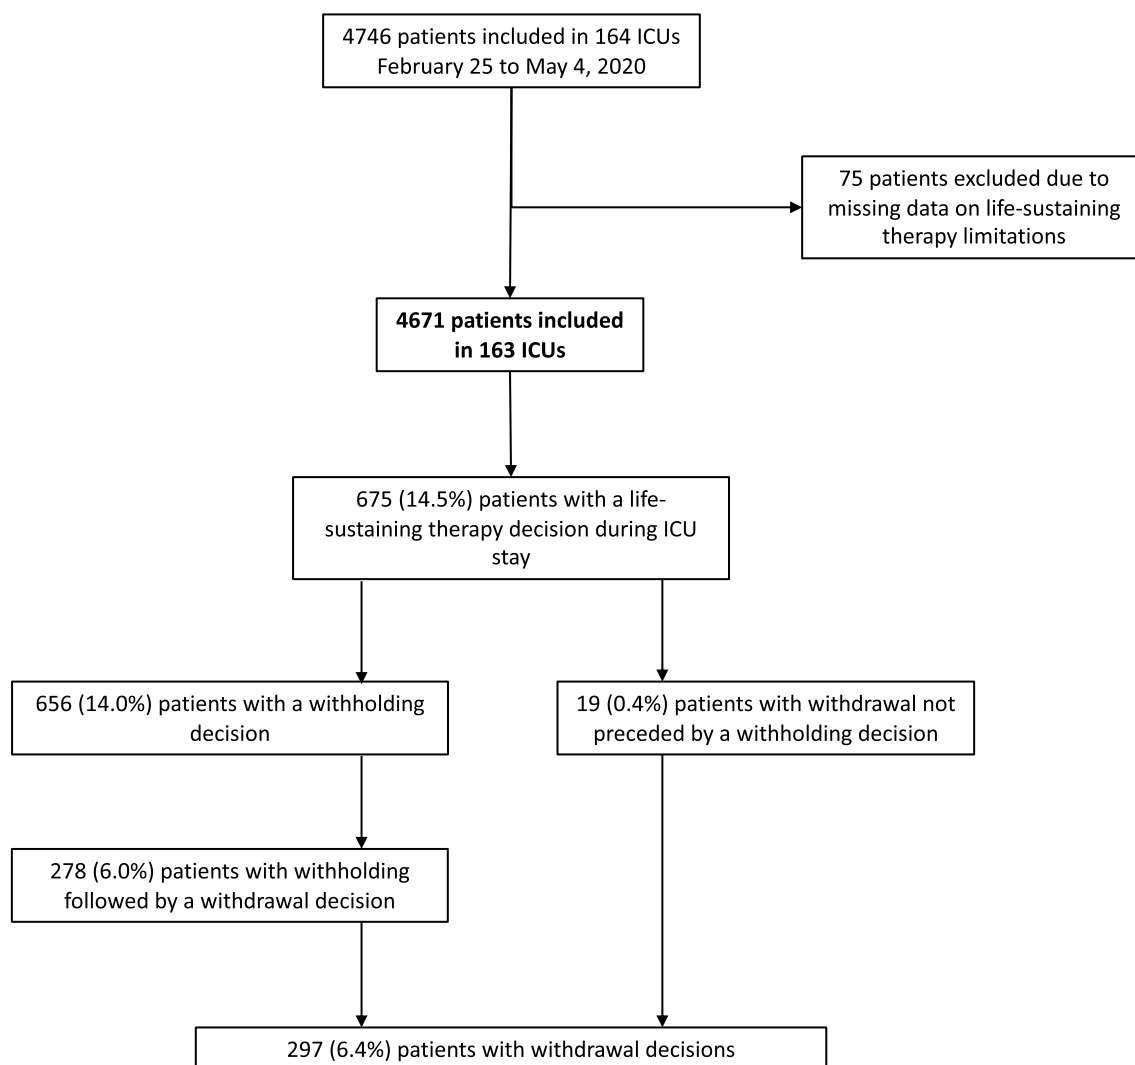 4746 patients included in 164 ICUs
February 25 to May 4, 2020
75 patients excluded due to
missing data on life-sustaining
therapy limitations
4671 patients included
in 163 ICUs
675 (14.5%) patients with a life-
sustaining therapy decision during ICU
stay
656 (14.0%) patients with a withholding
decision
19 (0.4%) patients with withdrawal not
preceded by a withholding decision
278 (6.0%) patients with withholding
followed by a withdrawal decision
297 (6.4%) patients with withdrawal decisions